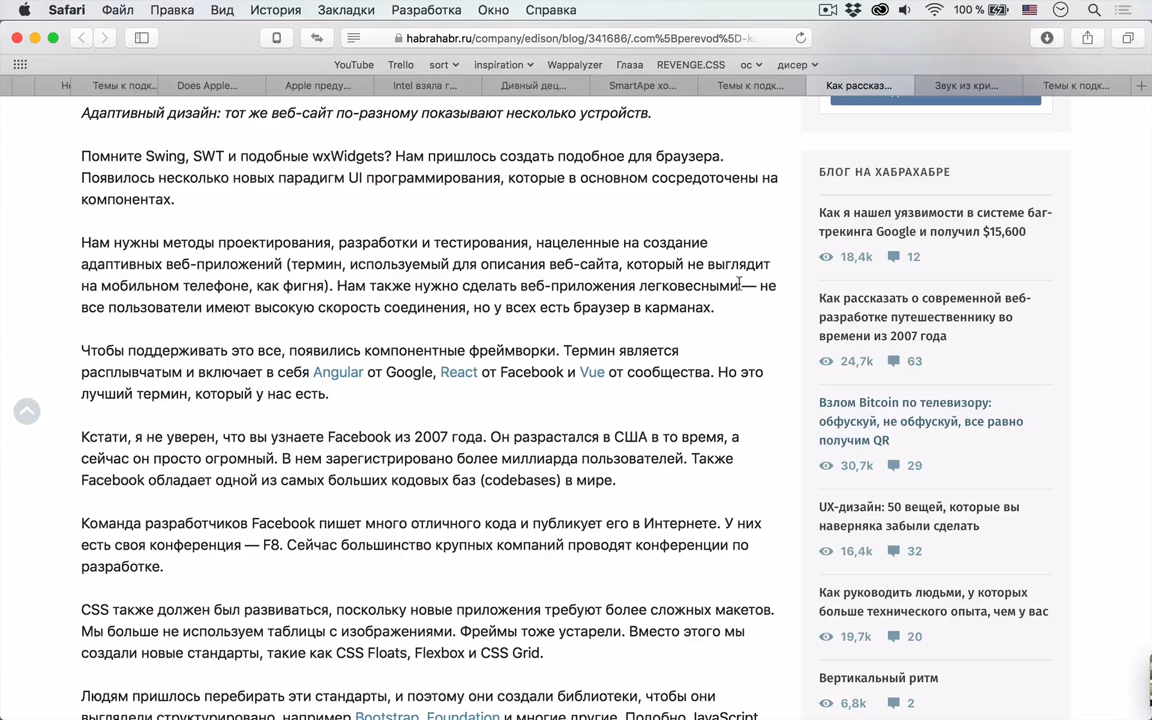 Safari Файл Правка Вид История Закладки Разработка Окно Справка 100 %
habrahabr.ru/company/edison/blog/341686/.com%5Bperevod%5D-k
YouTube Trello sort inspiration Wappalyzer Глаза REVENGE.CSS ос дисер
Не Темы к подк... Does Apple... Apple преду... Intel взяла г... Дивный дец... SmartApe хо... Темы к подк... Как рассказ... Звук из кри... Темы к подк...
Адаптивный дизайн: тот же веб-сайт по-разному показывают несколько устройств.
Помните Swing, SWT и подобные wxWidgets? Нам пришлось создать подобное для браузера.
Появилось несколько новых парадигм UI программирования, которые в основном сосредоточены на
компонентах.
Нам нужны методы проектирования, разработки и тестирования, нацеленные на создание
адаптивных веб-приложений (термин, используемый для описания веб-сайта, который не выглядит
на мобильном телефоне, как фигня). Нам также нужно сделать веб-приложения легковесными — не
все пользователи имеют высокую скорость соединения, но у всех есть браузер в карманах.
Чтобы поддерживать это все, появились компонентные фреймворки. Термин является
расплывчатым и включает в себя Angular от Google, React от Facebook и Vue от сообщества. Но это
лучший термин, который у нас есть.
Кстати, я не уверен, что вы узнаете Facebook из 2007 года. Он разрастался в США в то время, а
сейчас он просто огромный. В нем зарегистрировано более миллиарда пользователей. Также
Facebook обладает одной из самых больших кодовых баз (codebases) в мире.
Команда разработчиков Facebook пишет много отличного кода и публикует его в Интернете. У них
есть своя конференция — F8. Сейчас большинство крупных компаний проводят конференции по
разработке.
CSS также должен был развиваться, поскольку новые приложения требуют более сложных макетов.
Мы больше не используем таблицы с изображениями. Фреймы тоже устарели. Вместо этого мы
создали новые стандарты, такие как CSS Floats, Flexbox и CSS Grid.
Людям пришлось перебирать эти стандарты, и поэтому они создали библиотеки, чтобы они
выглядели структурировано, например Bootstrap, Foundation и многие другие. Подобно JavaScript
БЛОГ НА ХАБРАХАБРЕ
Как я нашел уязвимости в системе баг-
трекинга Google и получил $15,600
18,4k 12
Как рассказать о современной веб-
разработке путешественнику во
времени из 2007 года
24,7k 63
Взлом Bitcoin по телевизору:
обфускуй, не обфускуй, все равно
получим QR
30,7k 29
UX-дизайн: 50 вещей, которые вы
наверняка забыли сделать
16,4k 32
Как руководить людьми, у которых
больше технического опыта, чем у вас
19,7k 20
Вертикальный ритм
6,8k 2